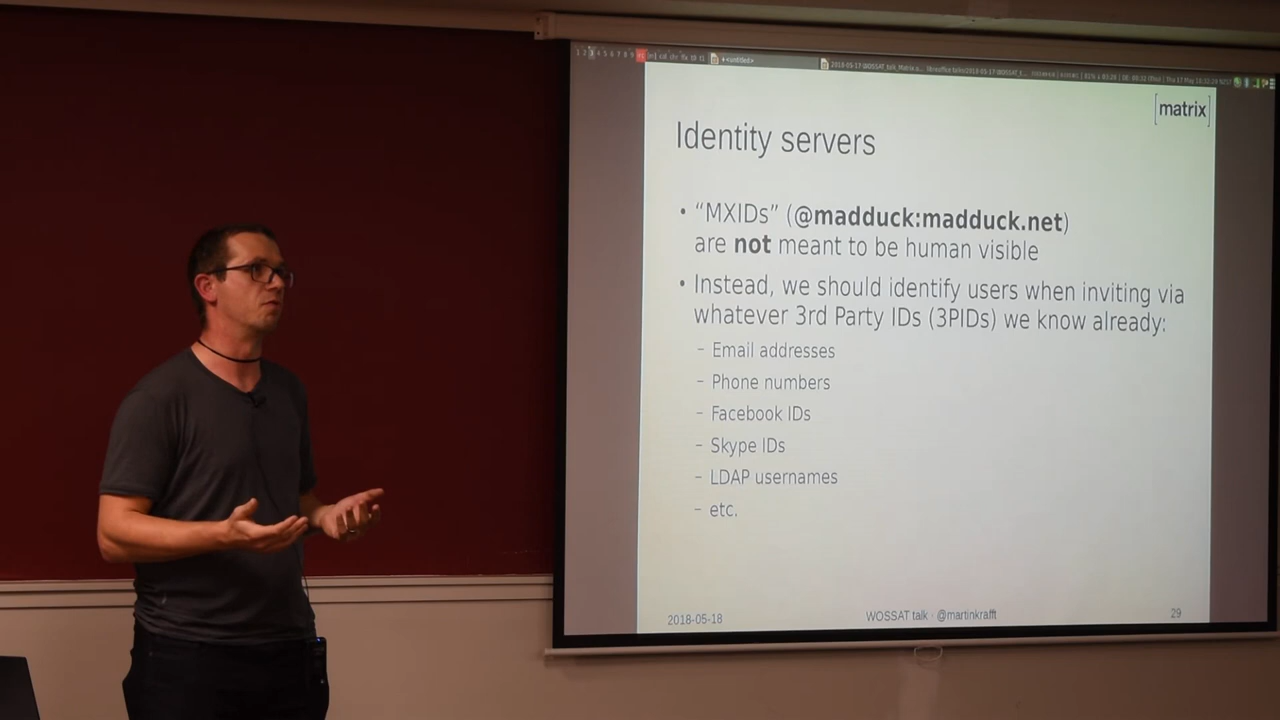 [matrix]
Identity servers
• “MXIDs” (@madduck:madduck.net)
are not meant to be human visible
• Instead, we should identify users when inviting via
whatever 3rd Party IDs (3PIDs) we know already:
– Email addresses
– Phone numbers
– Facebook IDs
– Skype IDs
– LDAP usernames
– etc.
2018-05-18 WOSSAT talk · @martinkrafft 29